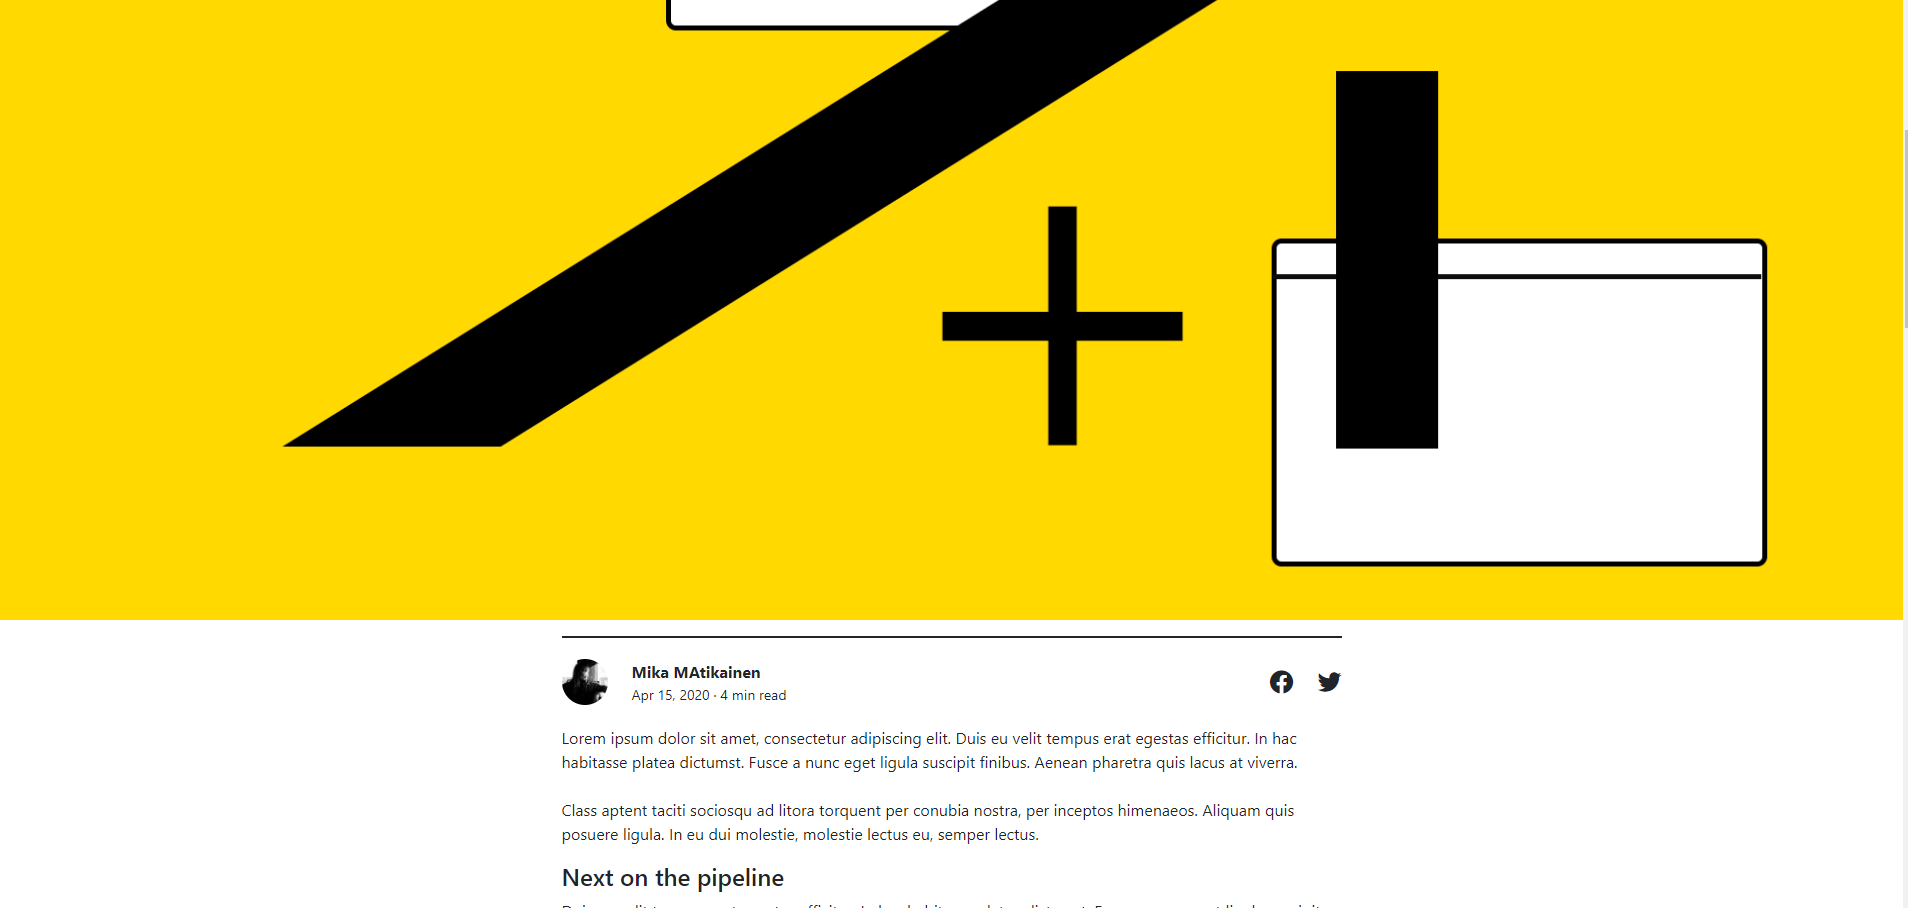 Mika MAtikainen
Apr 15, 2020 · 4 min read
Lorem ipsum dolor sit amet, consectetur adipiscing elit. Duis eu velit tempus erat egestas efficitur. In hac
habitasse platea dictumst. Fusce a nunc eget ligula suscipit finibus. Aenean pharetra quis lacus at viverra.
Class aptent taciti sociosqu ad litora torquent per conubia nostra, per inceptos himenaeos. Aliquam quis
posuere ligula. In eu dui molestie, molestie lectus eu, semper lectus.
Next on the pipeline